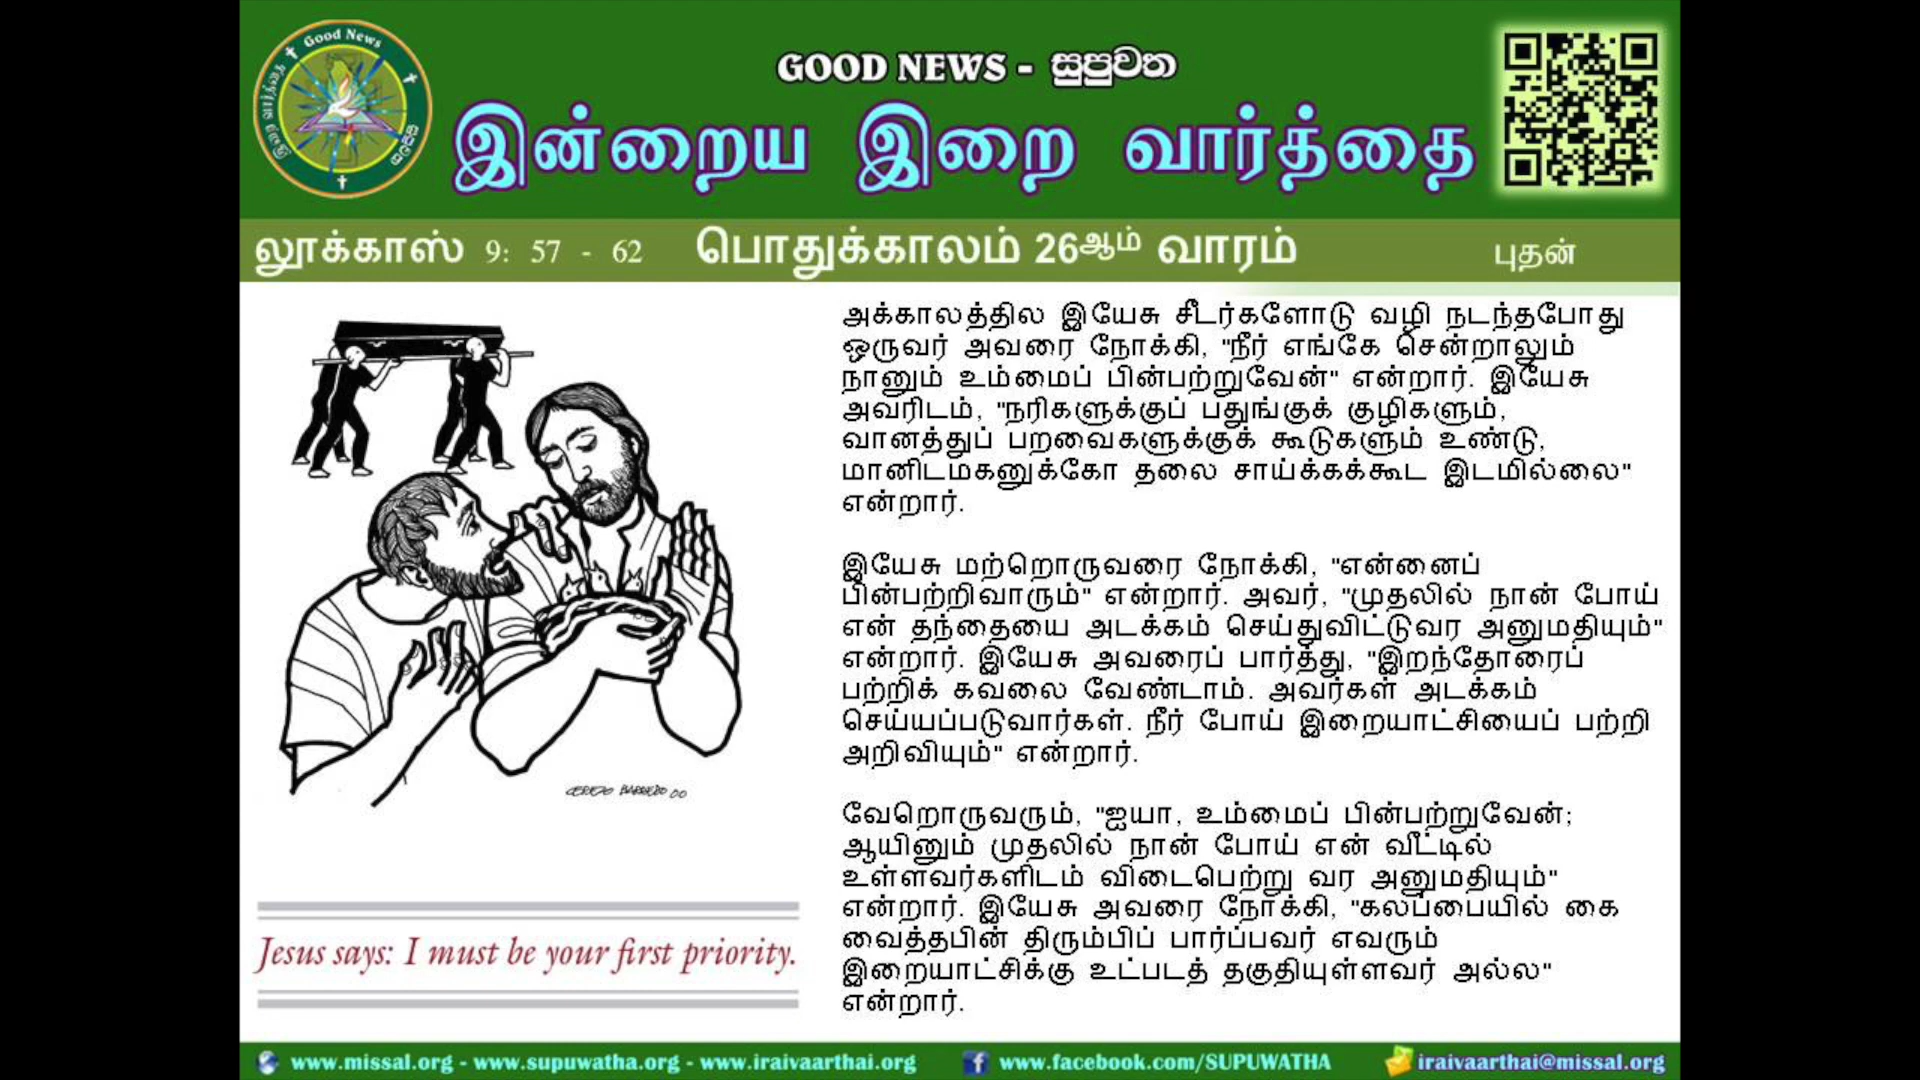 Good News
GOOD NEWS - සුපුවත
இன்றைய இறை வார்த்தை
லூக்காஸ் 9: 57 - 62 பொதுக்காலம் 26ஆம் வாரம் புதன்
அக்காலத்தில இயேசு சீடர்களோடு வழி நடந்தபோது
ஒருவர் அவரை நோக்கி, "நீர் எங்கே சென்றாலும்
நானும் உம்மைப் பின்பற்றுவேன்" என்றார். இயேசு
அவரிடம், "நரிகளுக்குப் பதுங்குக் குழிகளும்,
வானத்துப் பறவைகளுக்குக் கூடுகளும் உண்டு,
மானிடமகனுக்கோ தலை சாய்க்கக்கூட இடமில்லை"
என்றார்.
இயேசு மற்றொருவரை நோக்கி, "என்னைப்
பின்பற்றிவாரும்" என்றார். அவர், "முதலில் நான் போய்
என் தந்தையை அடக்கம் செய்துவிட்டுவர அனுமதியும்"
என்றார். இயேசு அவரைப் பார்த்து, "இறந்தோரைப்
பற்றிக் கவலை வேண்டாம். அவர்கள் அடக்கம்
செய்யப்படுவார்கள். நீர் போய் இறையாட்சியைப் பற்றி
அறிவியும்" என்றார்.
வேறொருவரும், "ஐயா, உம்மைப் பின்பற்றுவேன்;
ஆயினும் முதலில் நான் போய் என் வீட்டில்
உள்ளவர்களிடம் விடைபெற்று வர அனுமதியும்"
என்றார். இயேசு அவரை நோக்கி, "கலப்பையில் கை
வைத்தபின் திரும்பிப் பார்ப்பவர் எவரும்
இறையாட்சிக்கு உட்படத் தகுதியுள்ளவர் அல்ல"
என்றார்.
CEREZO BARREDO 00
Jesus says: I must be your first priority.
www.missal.org - www.supuwatha.org - www.iraivaarthai.org www.facebook.com/SUPUWATHA iraivaarthai@missal.org